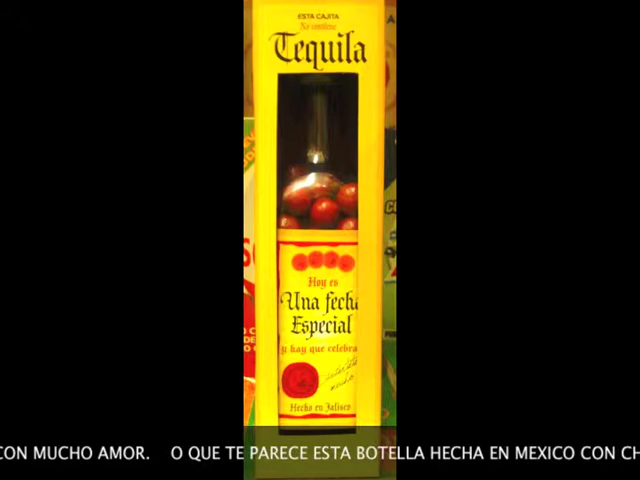 ESTA CAJITA
No contiene
Tequila
Hoy es
Una fecha
Especial
y hay que celebra
Hecho en Jalisco
CON MUCHO AMOR. O QUE TE PARECE ESTA BOTELLA HECHA EN MEXICO CON CH